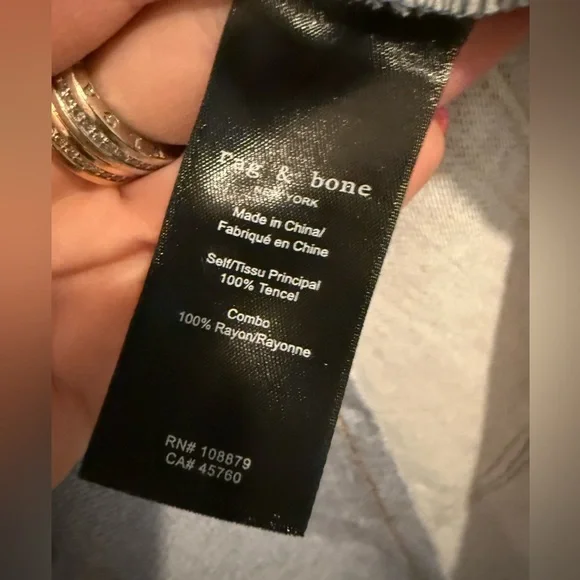 rag & bone
NEW YORK
Made in China/
Fabriqué en Chine
Self/Tissu Principal
100% Tencel
Combo
100% Rayon/Rayonne
RN# 108879
CA# 45760